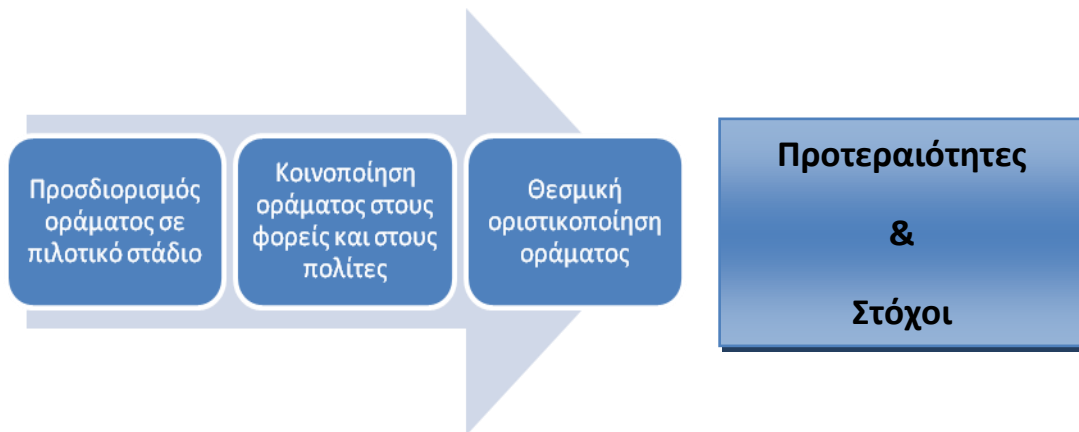 Προσδιορισμός
οράματος σε
πιλοτικό στάδιο
Κοινοποίηση
οράματος στους
φορείς και στους
πολίτες
Θεσμική
οριστικοποίηση
οράματος
Προτεραιότητες
&
Στόχοι